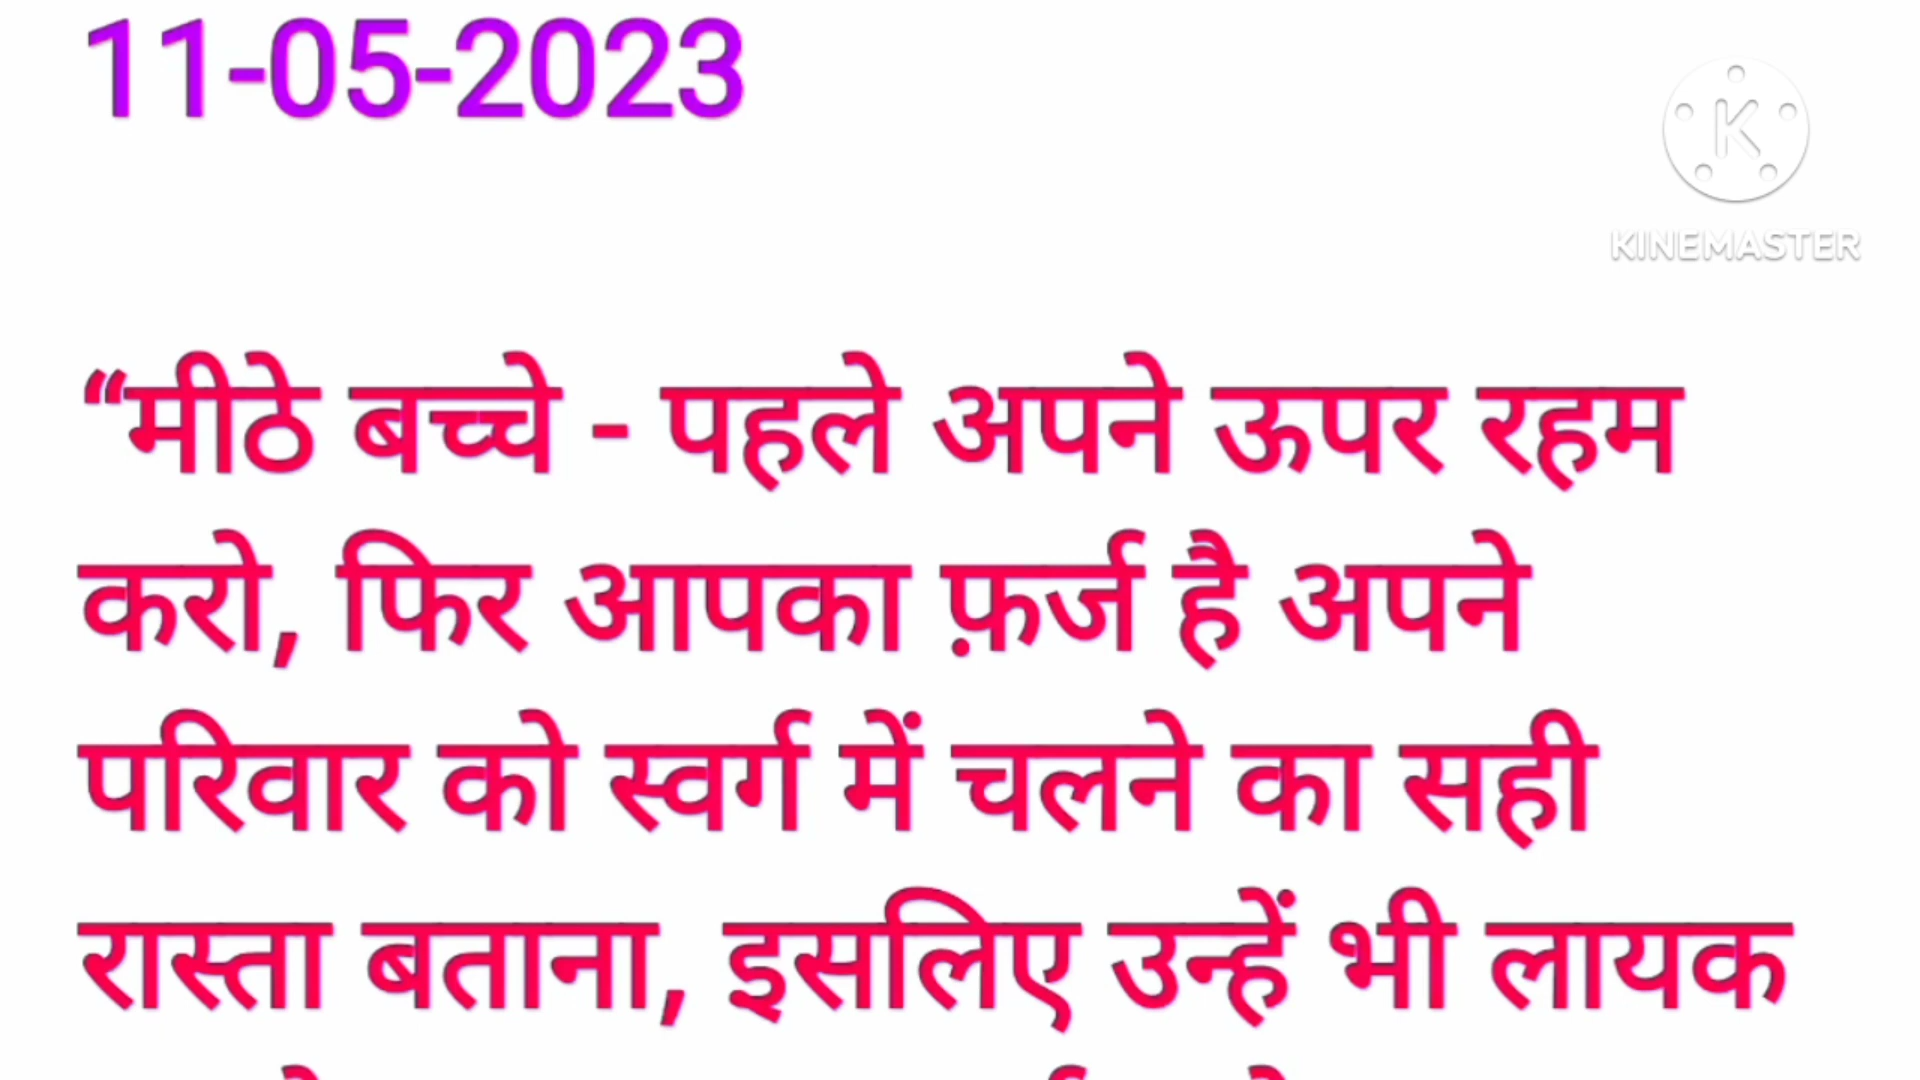 11-05-2023
KINEMASTER
“मीठे बच्चे - पहले अपने ऊपर रहम
करो, फिर आपका फ़र्ज है अपने
परिवार को स्वर्ग में चलने का सही
रास्ता बताना, इसलिए उन्हें भी लायक